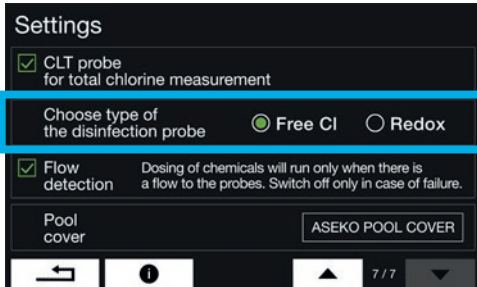 Settings
CLT probe
for total chlorine measurement
Choose type of
the disinfection probe
Free Cl
Redox
Flow
detection
Dosing of chemicals will run only when there is
a flow to the probes. Switch off only in case of failure.
Pool
cover
ASEKO POOL COVER
7/7